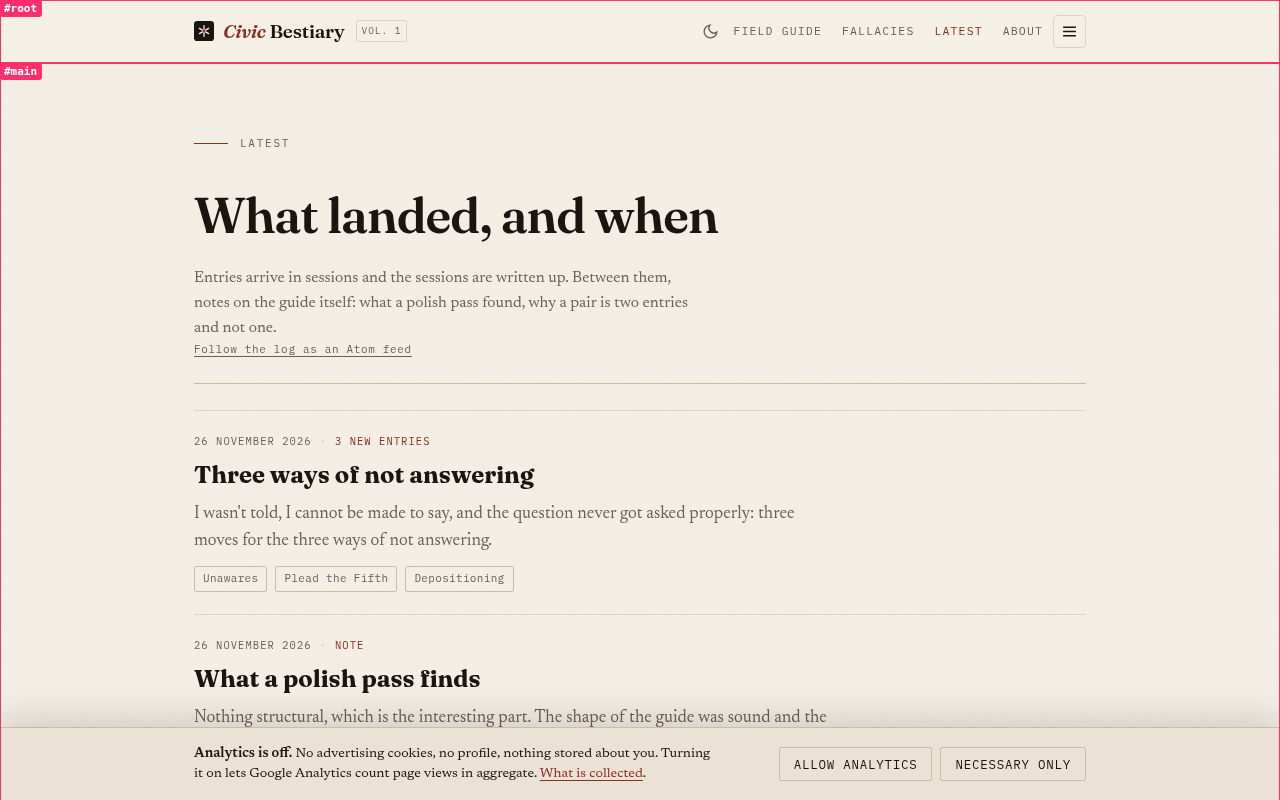 #root
Civic Bestiary VOL. 1
FIELD GUIDE FALLACIES LATEST ABOUT
#main
LATEST
What landed, and when
Entries arrive in sessions and the sessions are written up. Between them,
notes on the guide itself: what a polish pass found, why a pair is two entries
and not one.
Follow the log as an Atom feed
26 NOVEMBER 2026 · 3 NEW ENTRIES
Three ways of not answering
I wasn't told, I cannot be made to say, and the question never got asked properly: three
moves for the three ways of not answering.
Unawares Plead the Fifth Depositioning
26 NOVEMBER 2026 · NOTE
What a polish pass finds
Nothing structural, which is the interesting part. The shape of the guide was sound and the
Analytics is off. No advertising cookies, no profile, nothing stored about you. Turning
it on lets Google Analytics count page views in aggregate. What is collected.
ALLOW ANALYTICS NECESSARY ONLY